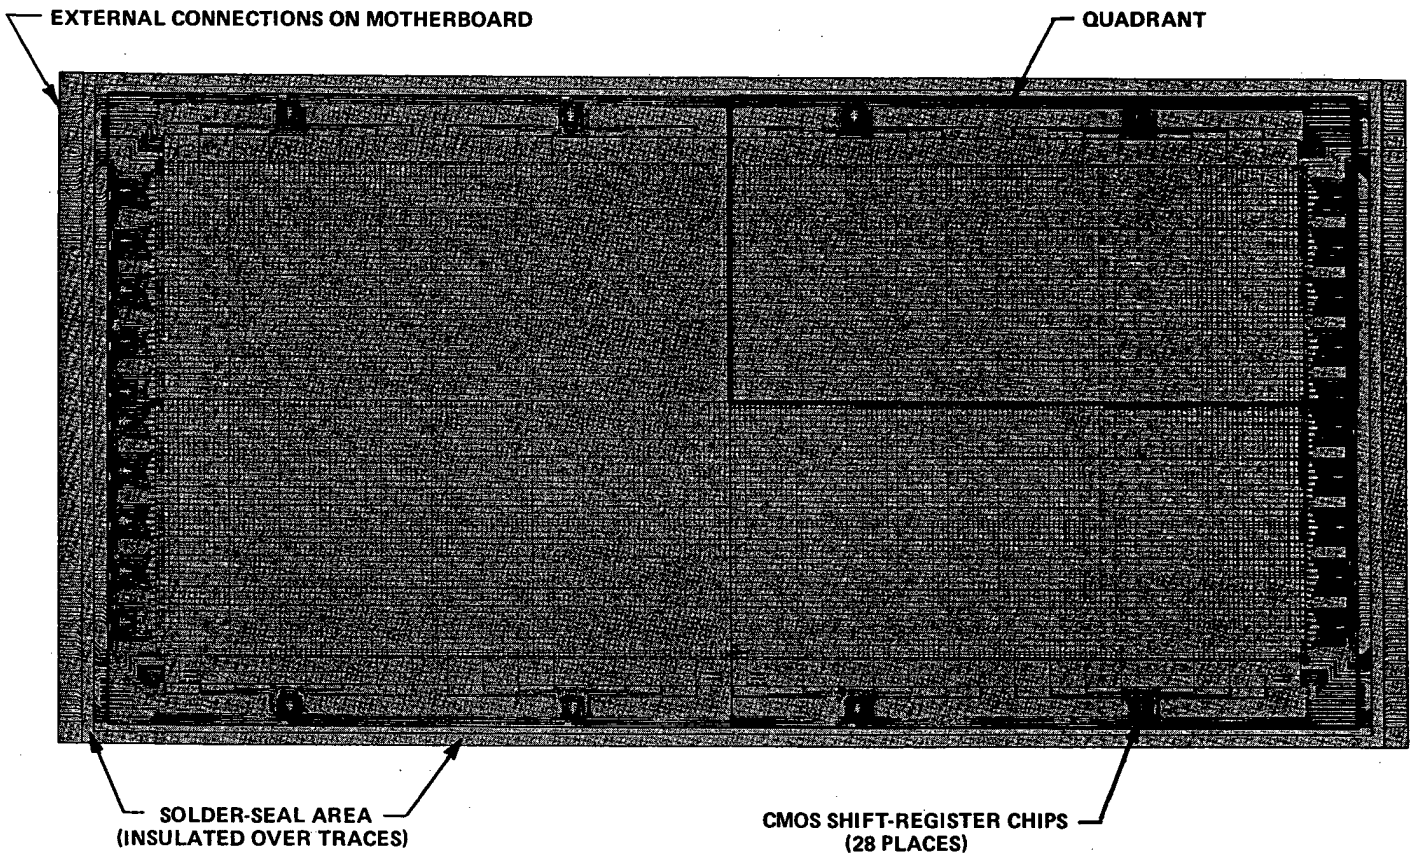 EXTERNAL CONNECTIONS ON MOTHERBOARD
QUADRANT
SOLDER-SEAL AREA
(INSULATED OVER TRACES)
CMOS SHIFT-REGISTER CHIPS
(28 PLACES)